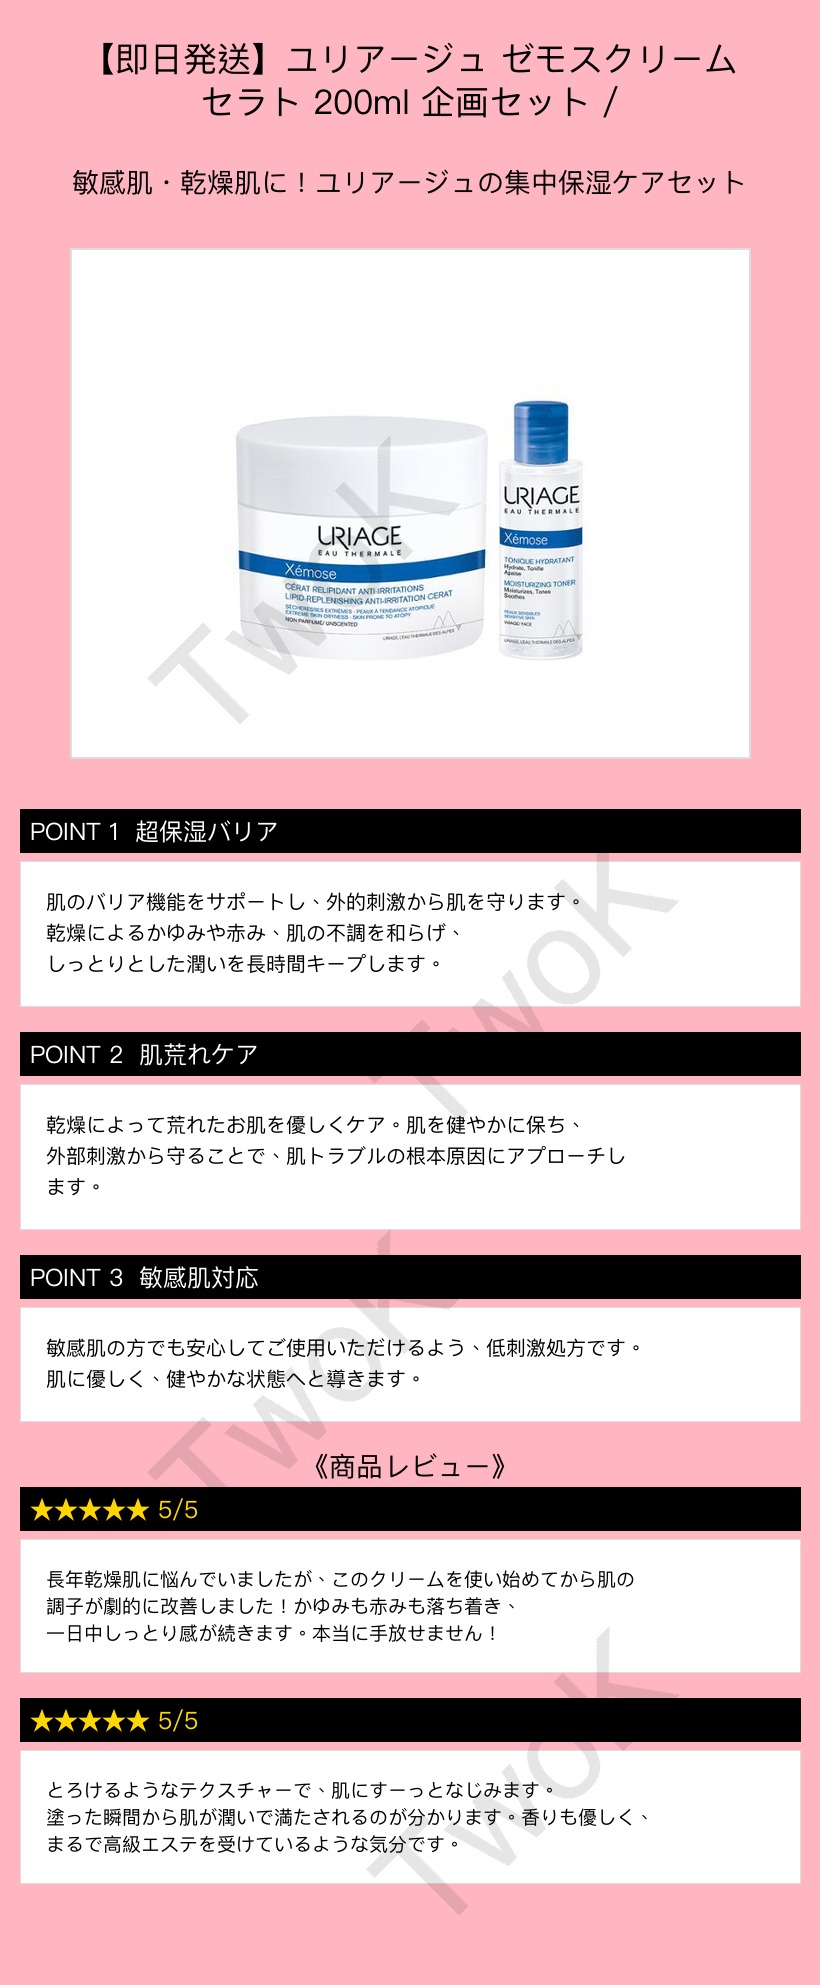 【即日発送】ユリアージュ ゼモスクリーム
セラト 200ml 企画セット /
敏感肌・乾燥肌に！ユリアージュの集中保湿ケアセット
URIAGE
EAU THERMALE
Xémose
CÉRAT RELIPIDANT ANTI-IRRITATIONS
LIPID-REPLENISHING ANTI-IRRITATION CERAT
SÉCHERESSES EXTRÊMES - PEAUX À TENDANCE ATOPIQUE
EXTREME SKIN DRYNESS - SKIN PRONE TO ATOPY
NON PARFUMÉ/ UNSCENTED
URIAGE, L'EAU THERMALE DES ALPES
URIAGE
EAU THERMALE
Xémose
TONIQUE HYDRATANT
Hydrate, Tonifie
Apaise
MOISTURIZING TONER
Moisturizes, Tones
Soothes
PEAUX SENSIBLES
SENSITIVE SKIN
VISAGE/ FACE
URIAGE, L'EAU THERMALE DES ALPES
TwoK
POINT 1 超保湿バリア
肌のバリア機能をサポートし、外的刺激から肌を守ります。
乾燥によるかゆみや赤み、肌の不調を和らげ、
しっとりとした潤いを長時間キープします。
TwoK
POINT 2 肌荒れケア
乾燥によって荒れたお肌を優しくケア。肌を健やかに保ち、
外部刺激から守ることで、肌トラブルの根本原因にアプローチし
ます。
POINT 3 敏感肌対応
敏感肌の方でも安心してご使用いただけるよう、低刺激処方です。
肌に優しく、健やかな状態へと導きます。
TwoK
《商品レビュー》
★★★★★ 5/5
長年乾燥肌に悩んでいましたが、このクリームを使い始めてから肌の
調子が劇的に改善しました！かゆみも赤みも落ち着き、
一日中しっとり感が続きます。本当に手放せません！
★★★★★ 5/5
とろけるようなテクスチャーで、肌にすーっとなじみます。
塗った瞬間から肌が潤いで満たされるのが分かります。香りも優しく、
まるで高級エステを受けているような気分です。
TwoK